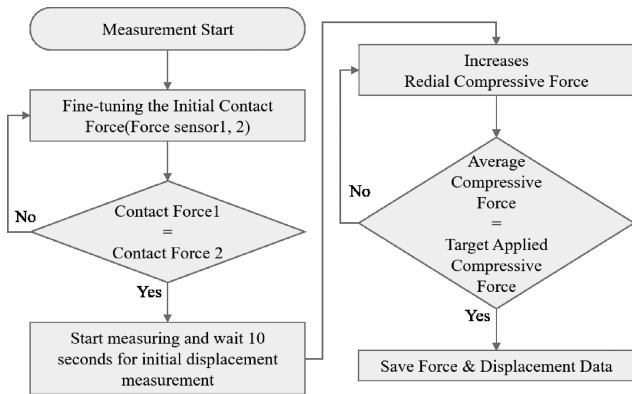 Measurement Start
Fine-tuning the Initial Contact
Force(Force sensor1, 2)
No
Contact Force1
=
Contact Force 2
Yes
Start measuring and wait 10
seconds for initial displacement
measurement
Increases
Redial Compressive Force
No
Average
Compressive
Force
=
Target Applied
Compressive
Force
Yes
Save Force & Displacement Data